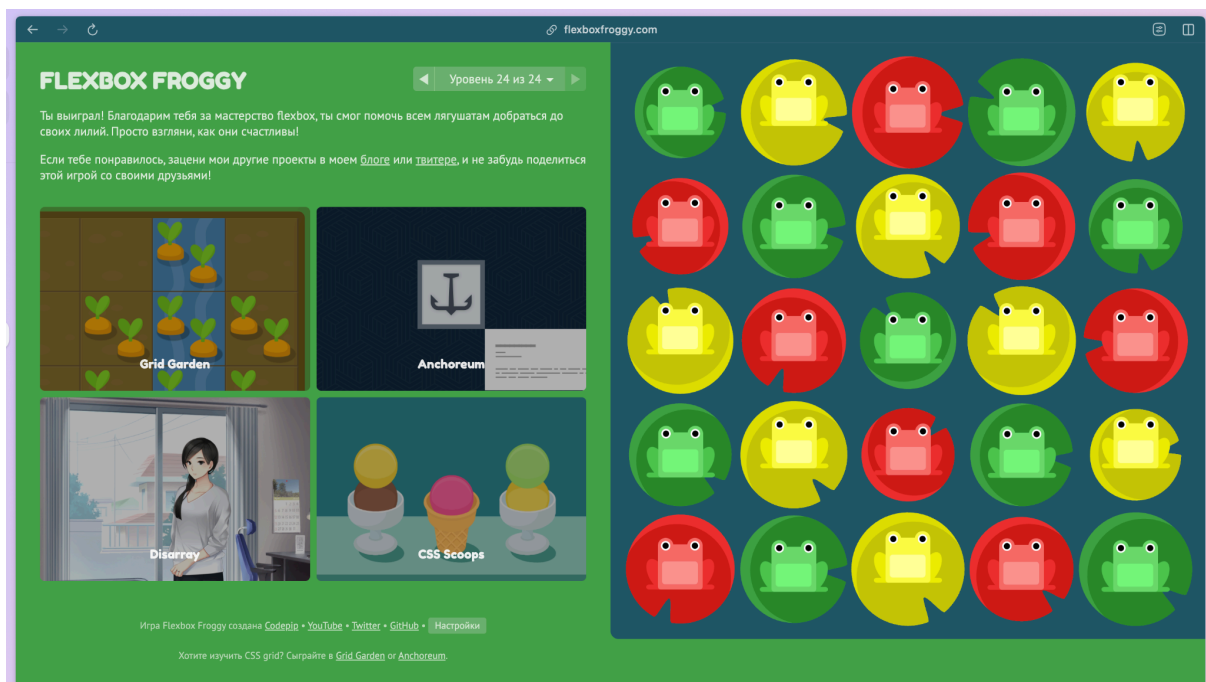 flexboxfroggy.com
FLEXBOX FROGGY
Уровень 24 из 24
Ты выиграл! Благодарим тебя за мастерство flexbox, ты смог помочь всем лягушатам добраться до
своих лилий. Просто взгляни, как они счастливы!
Если тебе понравилось, зацени мои другие проекты в моем блоге или твитере, и не забудь поделиться
этой игрой со своими друзьями!
Grid Garden
Anchoreum
Disarray
CSS Scoops
Игра Flexbox Froggy создана Codepip • YouTube • Twitter • GitHub • Настройки
Хотите изучить CSS grid? Сыграйте в Grid Garden or Anchoreum.